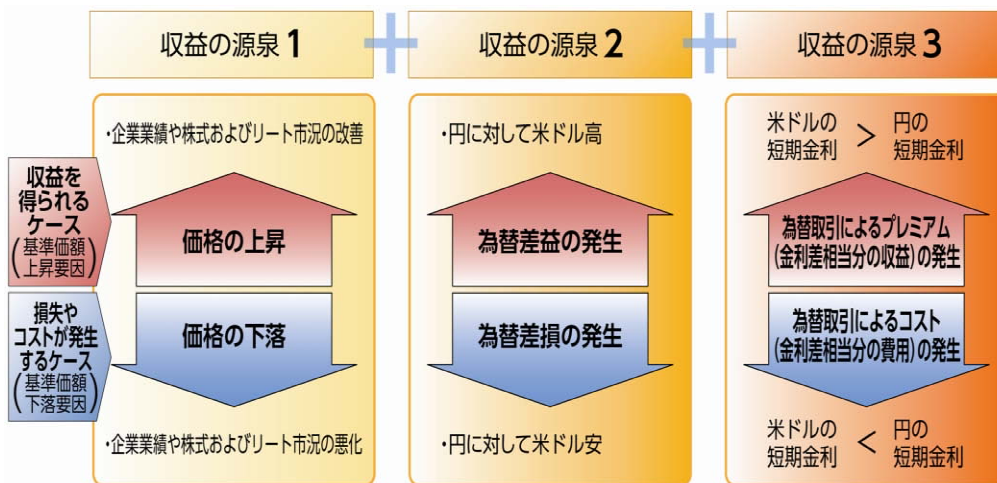 収益の源泉 1
+
収益の源泉 2
+
収益の源泉 3
収益を
得られるケース
(基準価額
上昇要因)
・企業業績や株式およびリート市況の改善
価格の上昇
・円に対して米ドル高
為替差益の発生
米ドルの
短期金利
>
円の
短期金利
為替取引によるプレミアム
(金利差相当分の収益)の発生
損失や
コストが発生
するケース
(基準価額
下落要因)
価格の下落
・企業業績や株式およびリート市況の悪化
為替差損の発生
・円に対して米ドル安
為替取引によるコスト
(金利差相当分の費用)の発生
米ドルの
短期金利
<
円の
短期金利